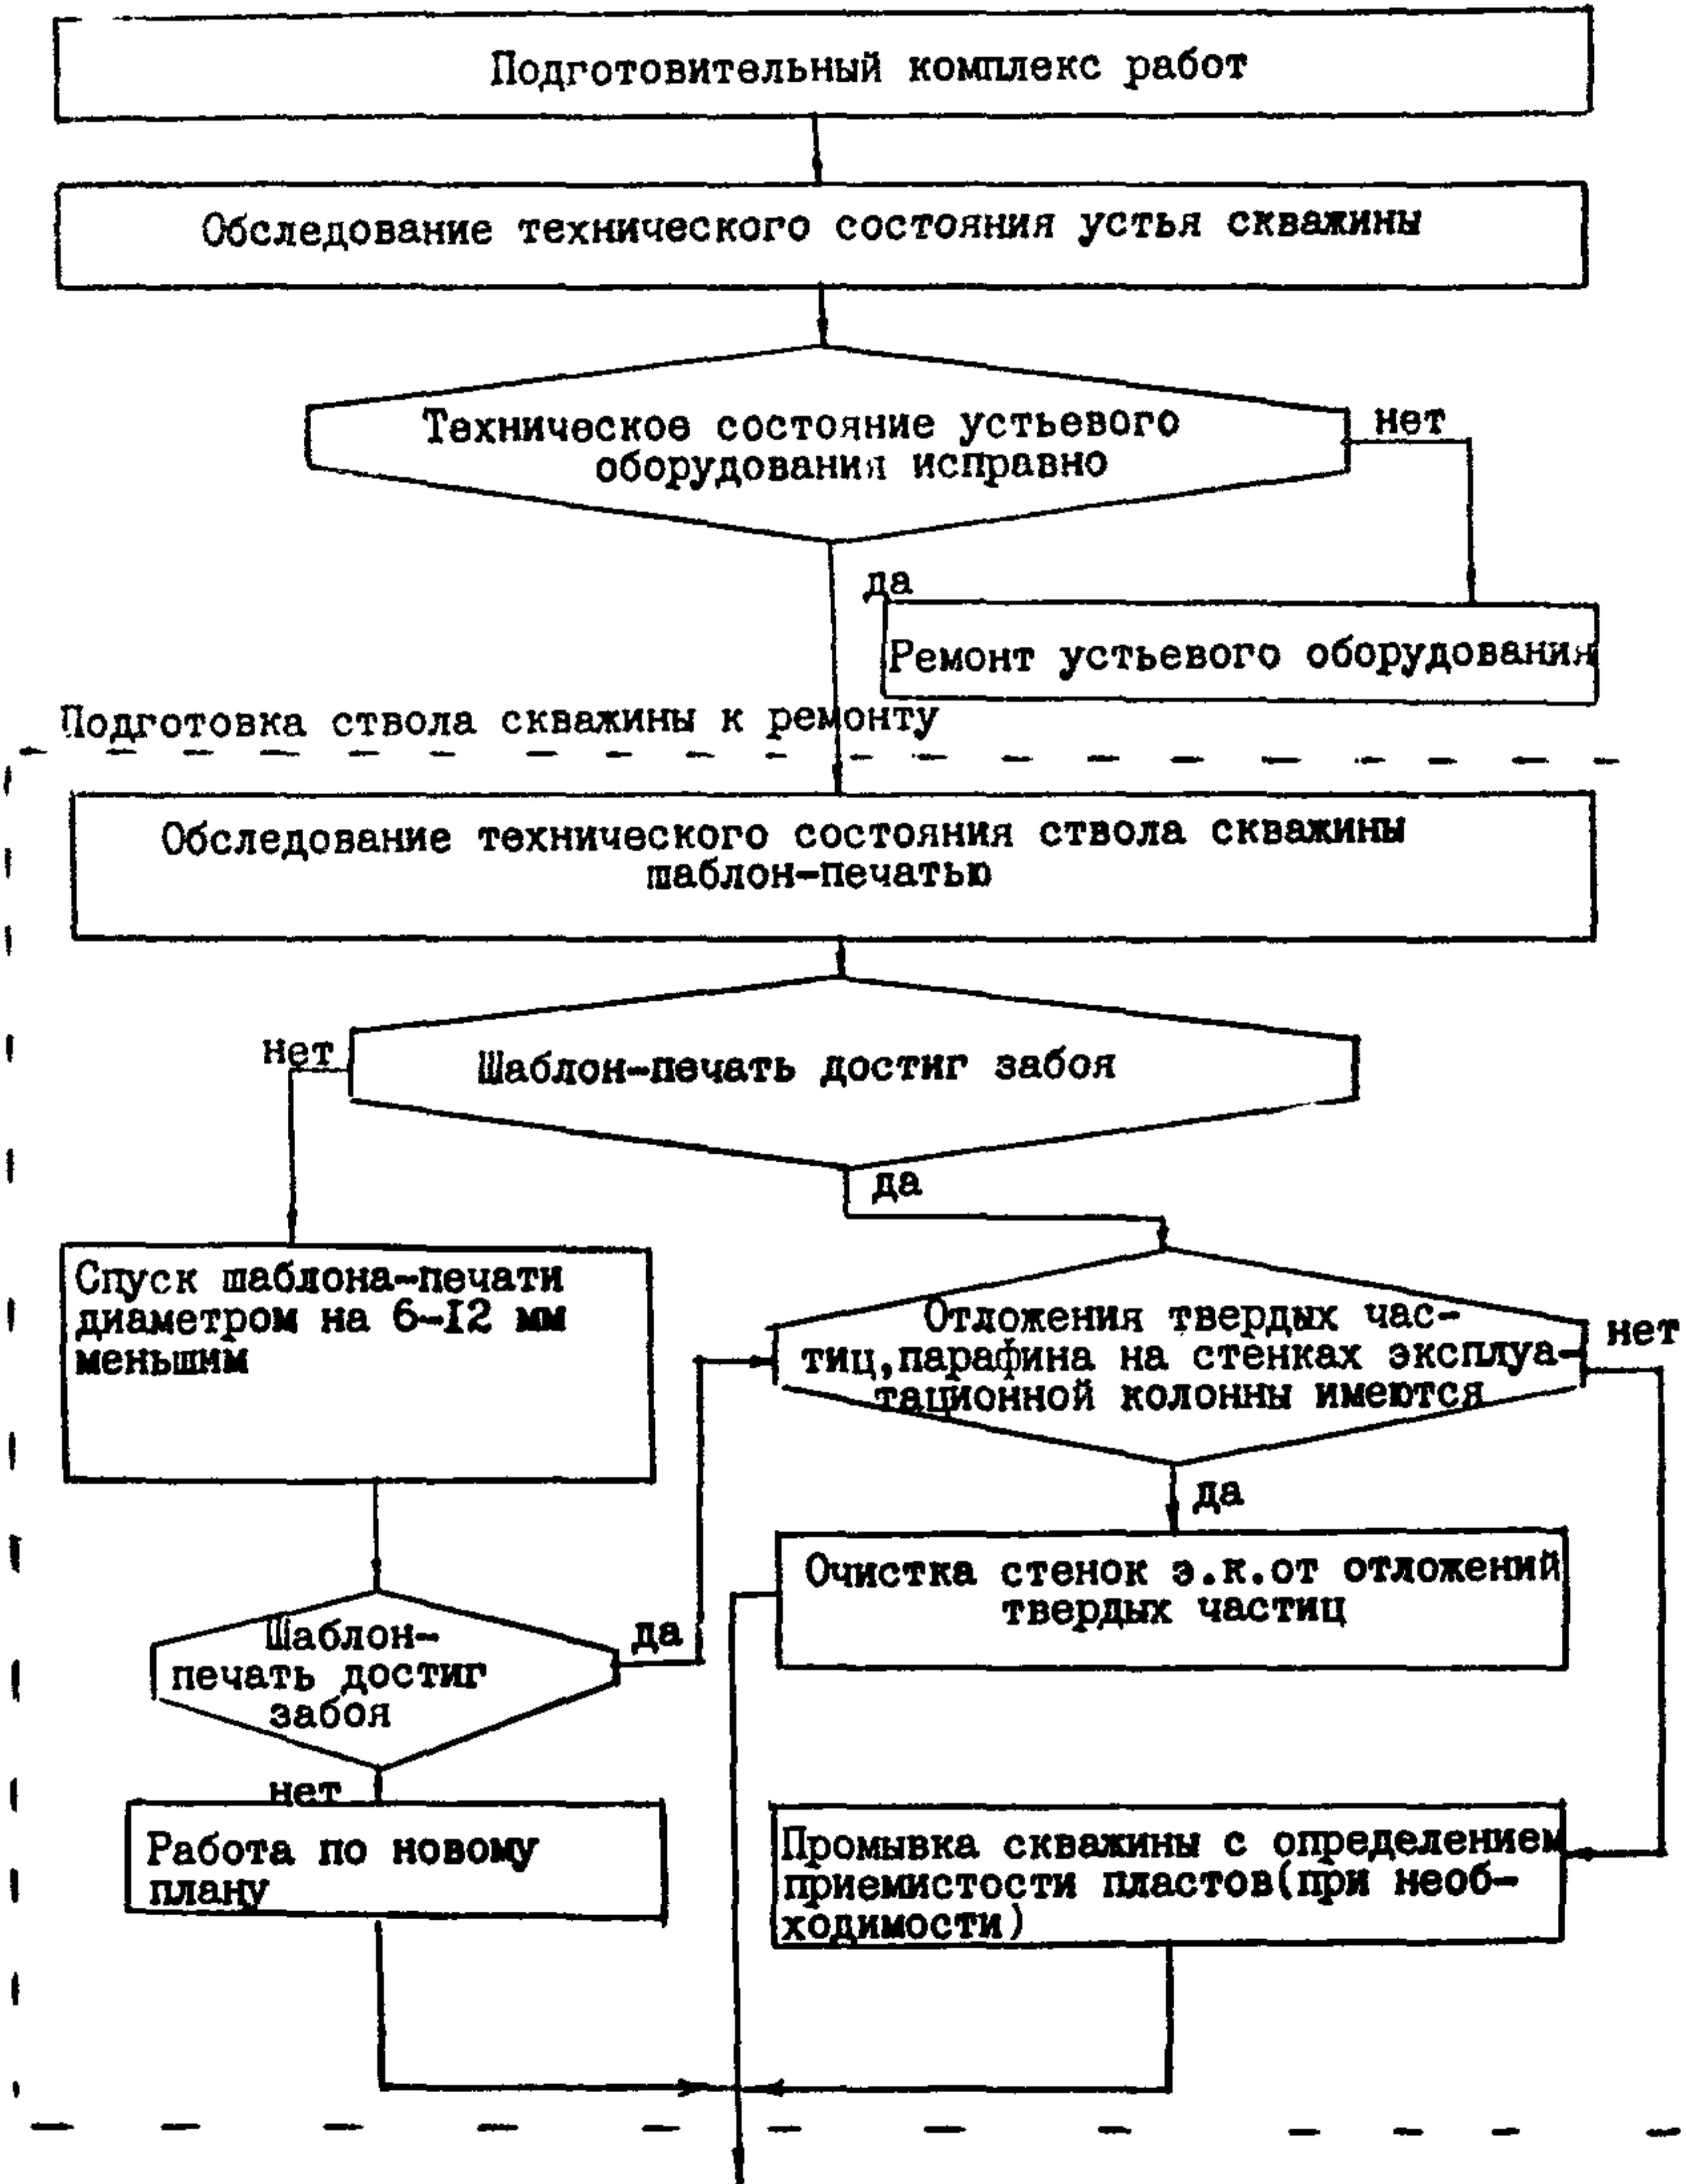 Подготовительный комплекс работ
Обследование технического состояния устья скважины
Техническое состояние устьевого
оборудования исправно
нет
да
Ремонт устьевого оборудования
Подготовка ствола скважины к ремонту
Обследование технического состояния ствола скважины
шаблон-печатью
нет
Шаблон-печать достиг забоя
да
Спуск шаблона-печати
диаметром на 6-I2 мм
меньшим
Отложения твердых час-
тиц,парафина на стенках эксплуа-
тационной колонны имеются
нет
да
Очистка стенок э.к.от отложений
твердых частиц
Шаблон-
печать достиг
забоя
да
нет
Работа по новому
плану
Промывка скважины с определением
приемистости пластов(при необ-
ходимости)